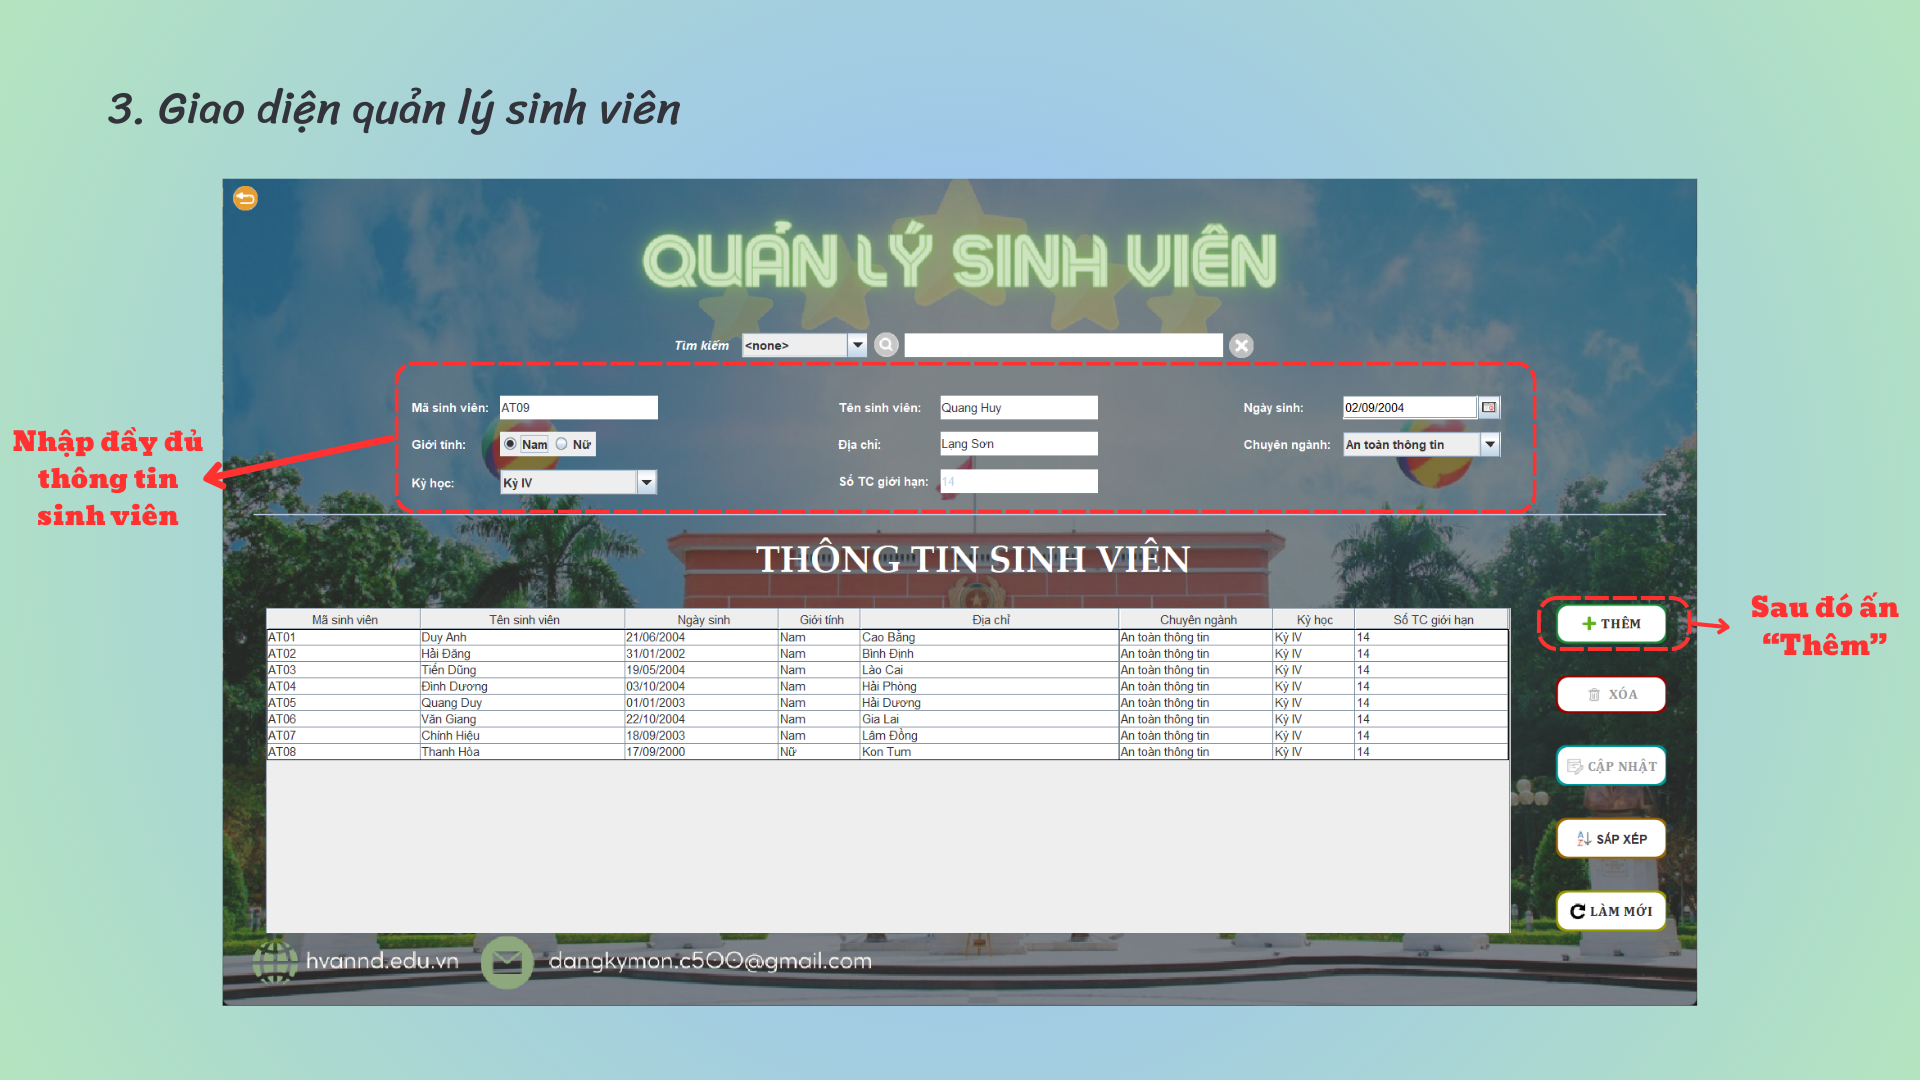 3. Giao diện quản lý sinh viên
QUẢN LÝ SINH VIÊN
Tìm kiếm <none>
Mã sinh viên: AT09 Tên sinh viên: Quang Huy Ngày sinh: 02/09/2004
Giới tính: Nam Nữ Địa chỉ: Lạng Sơn Chuyên ngành: An toàn thông tin
Kỳ học: Kỳ IV Số TC giới hạn: 14
Nhập đầy đủ
thông tin
sinh viên
THÔNG TIN SINH VIÊN
Mã sinh viên Tên sinh viên Ngày sinh Giới tính Địa chỉ Chuyên ngành Kỳ học Số TC giới hạn
AT01 Duy Anh 21/06/2004 Nam Cao Bằng An toàn thông tin Kỳ IV 14
AT02 Hải Đăng 31/01/2002 Nam Bình Định An toàn thông tin Kỳ IV 14
AT03 Tiến Dũng 19/05/2004 Nam Lào Cai An toàn thông tin Kỳ IV 14
AT04 Đình Dương 03/10/2004 Nam Hải Phòng An toàn thông tin Kỳ IV 14
AT05 Quang Duy 01/01/2003 Nam Hải Dương An toàn thông tin Kỳ IV 14
AT06 Văn Giang 22/10/2004 Nam Gia Lai An toàn thông tin Kỳ IV 14
AT07 Chính Hiệu 18/09/2003 Nam Lâm Đồng An toàn thông tin Kỳ IV 14
AT08 Thanh Hòa 17/09/2000 Nữ Kon Tum An toàn thông tin Kỳ IV 14
THÊM
XÓA
CẬP NHẬT
SẮP XẾP
LÀM MỚI
Sau đó ấn
“Thêm”
hvannd.edu.vn dangkymon.c500@gmail.com